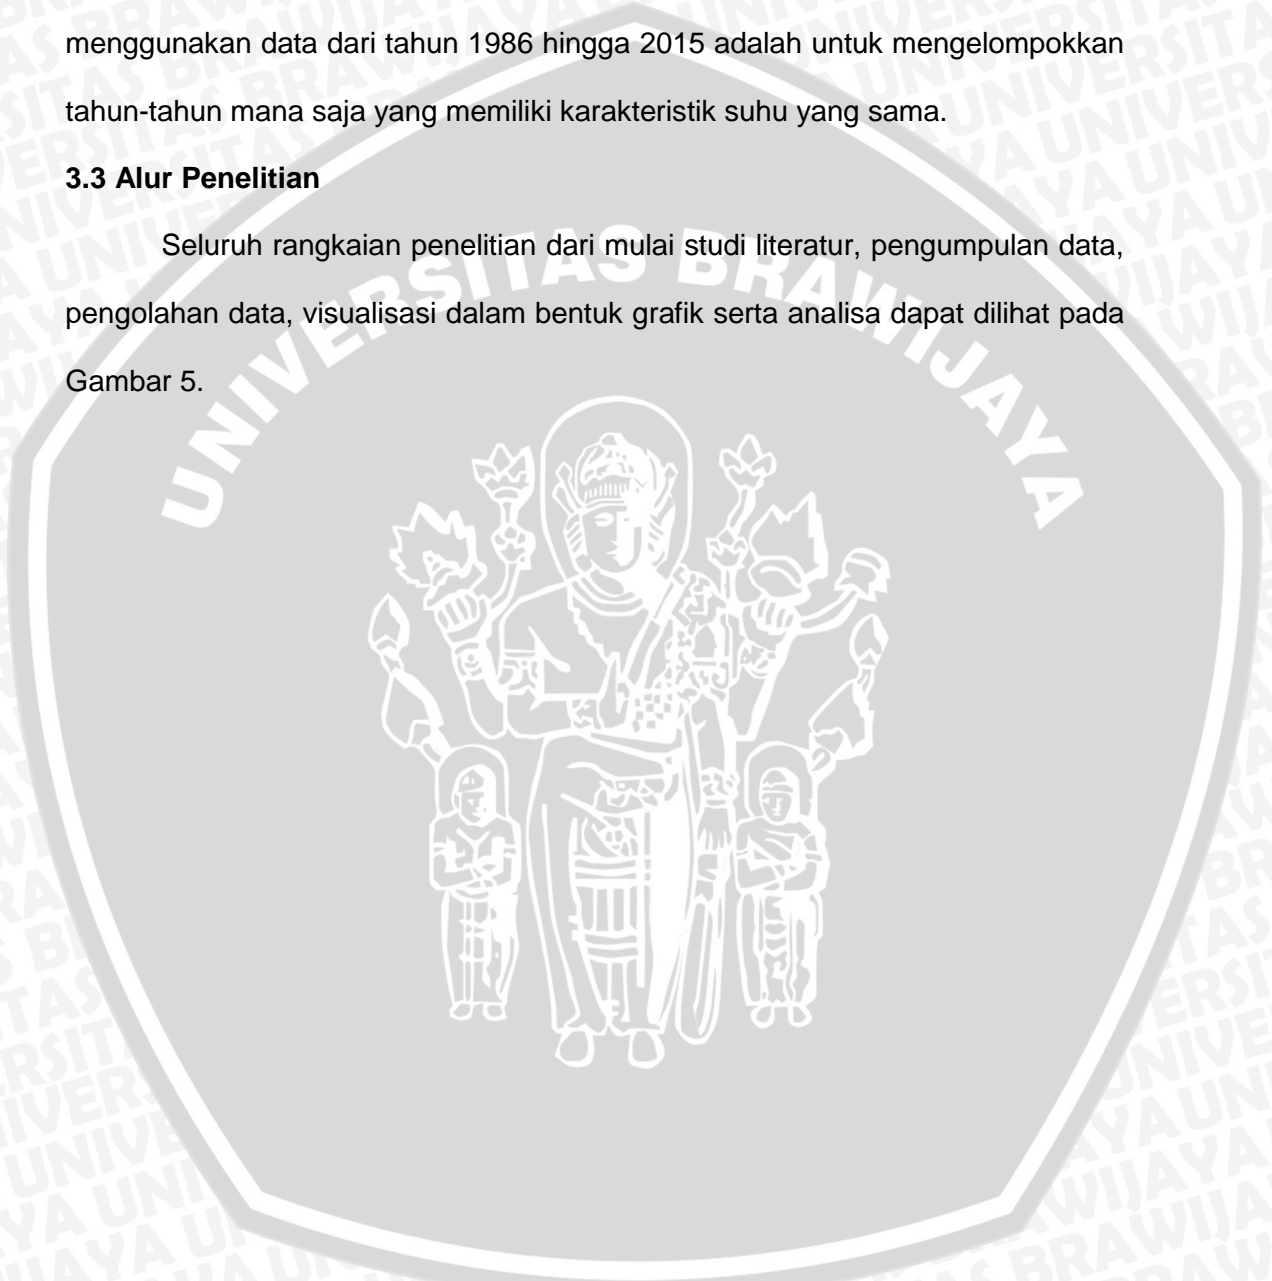 menggunakan data dari tahun 1986 hingga 2015 adalah untuk mengelompokkan
tahun-tahun mana saja yang memiliki karakteristik suhu yang sama.
3.3 Alur Penelitian
Seluruh rangkaian penelitian dari mulai studi literatur, pengumpulan data,
pengolahan data, visualisasi dalam bentuk grafik serta analisa dapat dilihat pada
Gambar 5.
UNIVERSITAS BRAWIJAYA